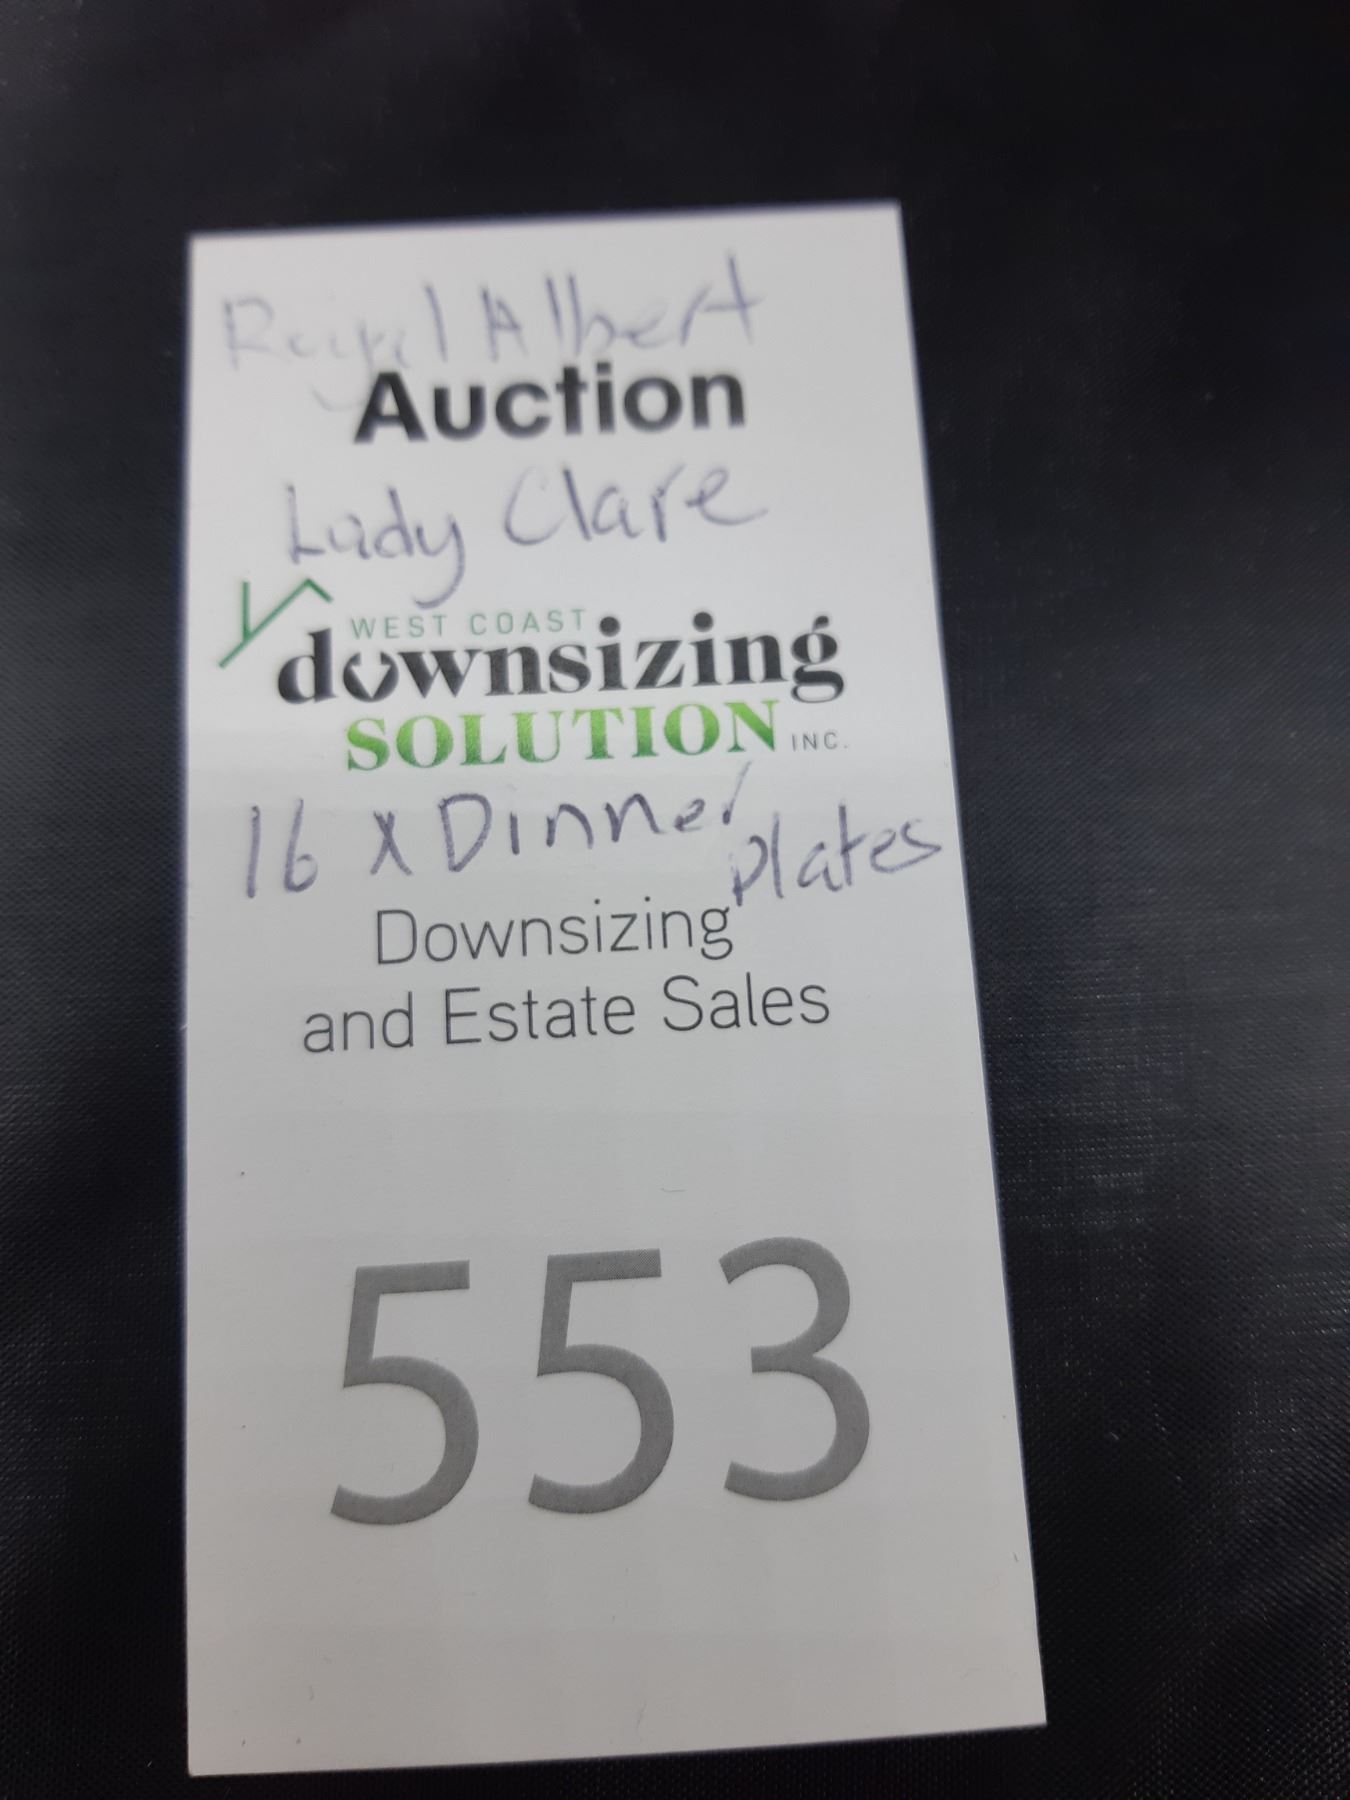 Royal Albert
Auction
Lady Clare
WEST COAST
downsizing
SOLUTION INC.
16 x Dinner plates
Downsizing
and Estate Sales
553